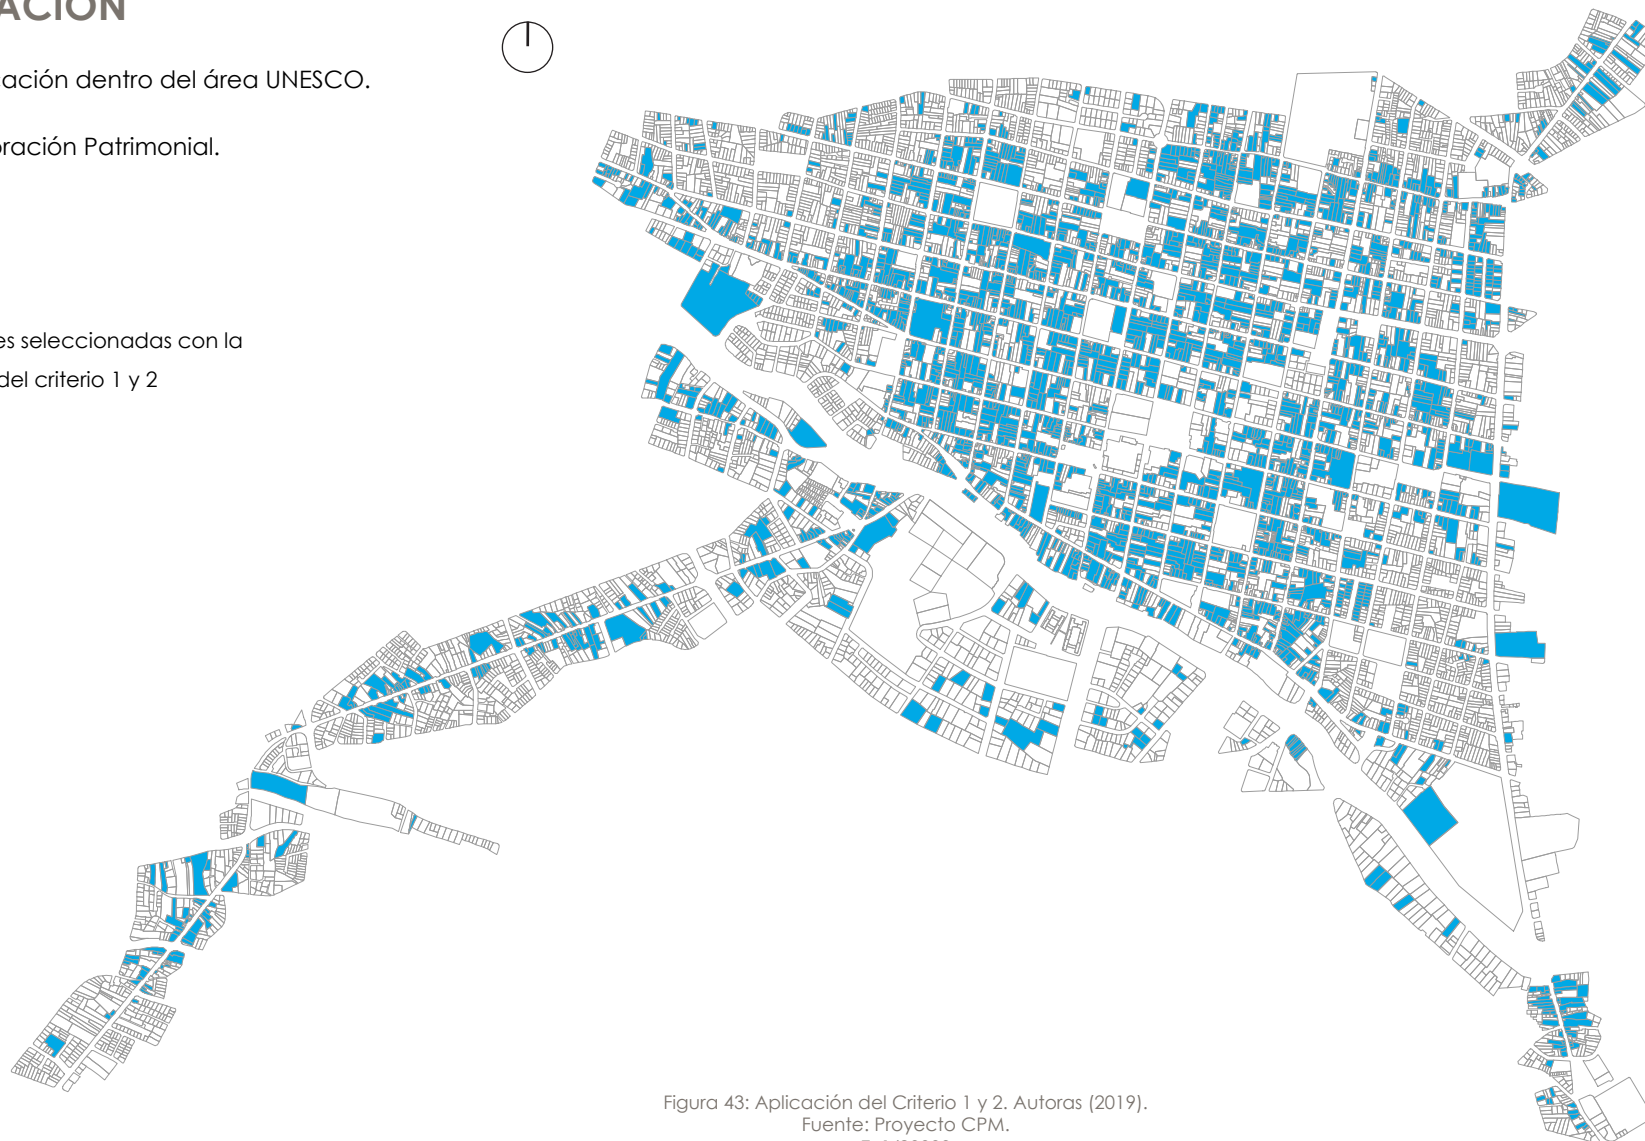 ación dentro del área UNESCO.
oración Patrimonial.
es seleccionadas con la
del criterio 1 y 2
Figura 43: Aplicación del Criterio 1 y 2. Autoras (2019).
Fuente: Proyecto CPM.